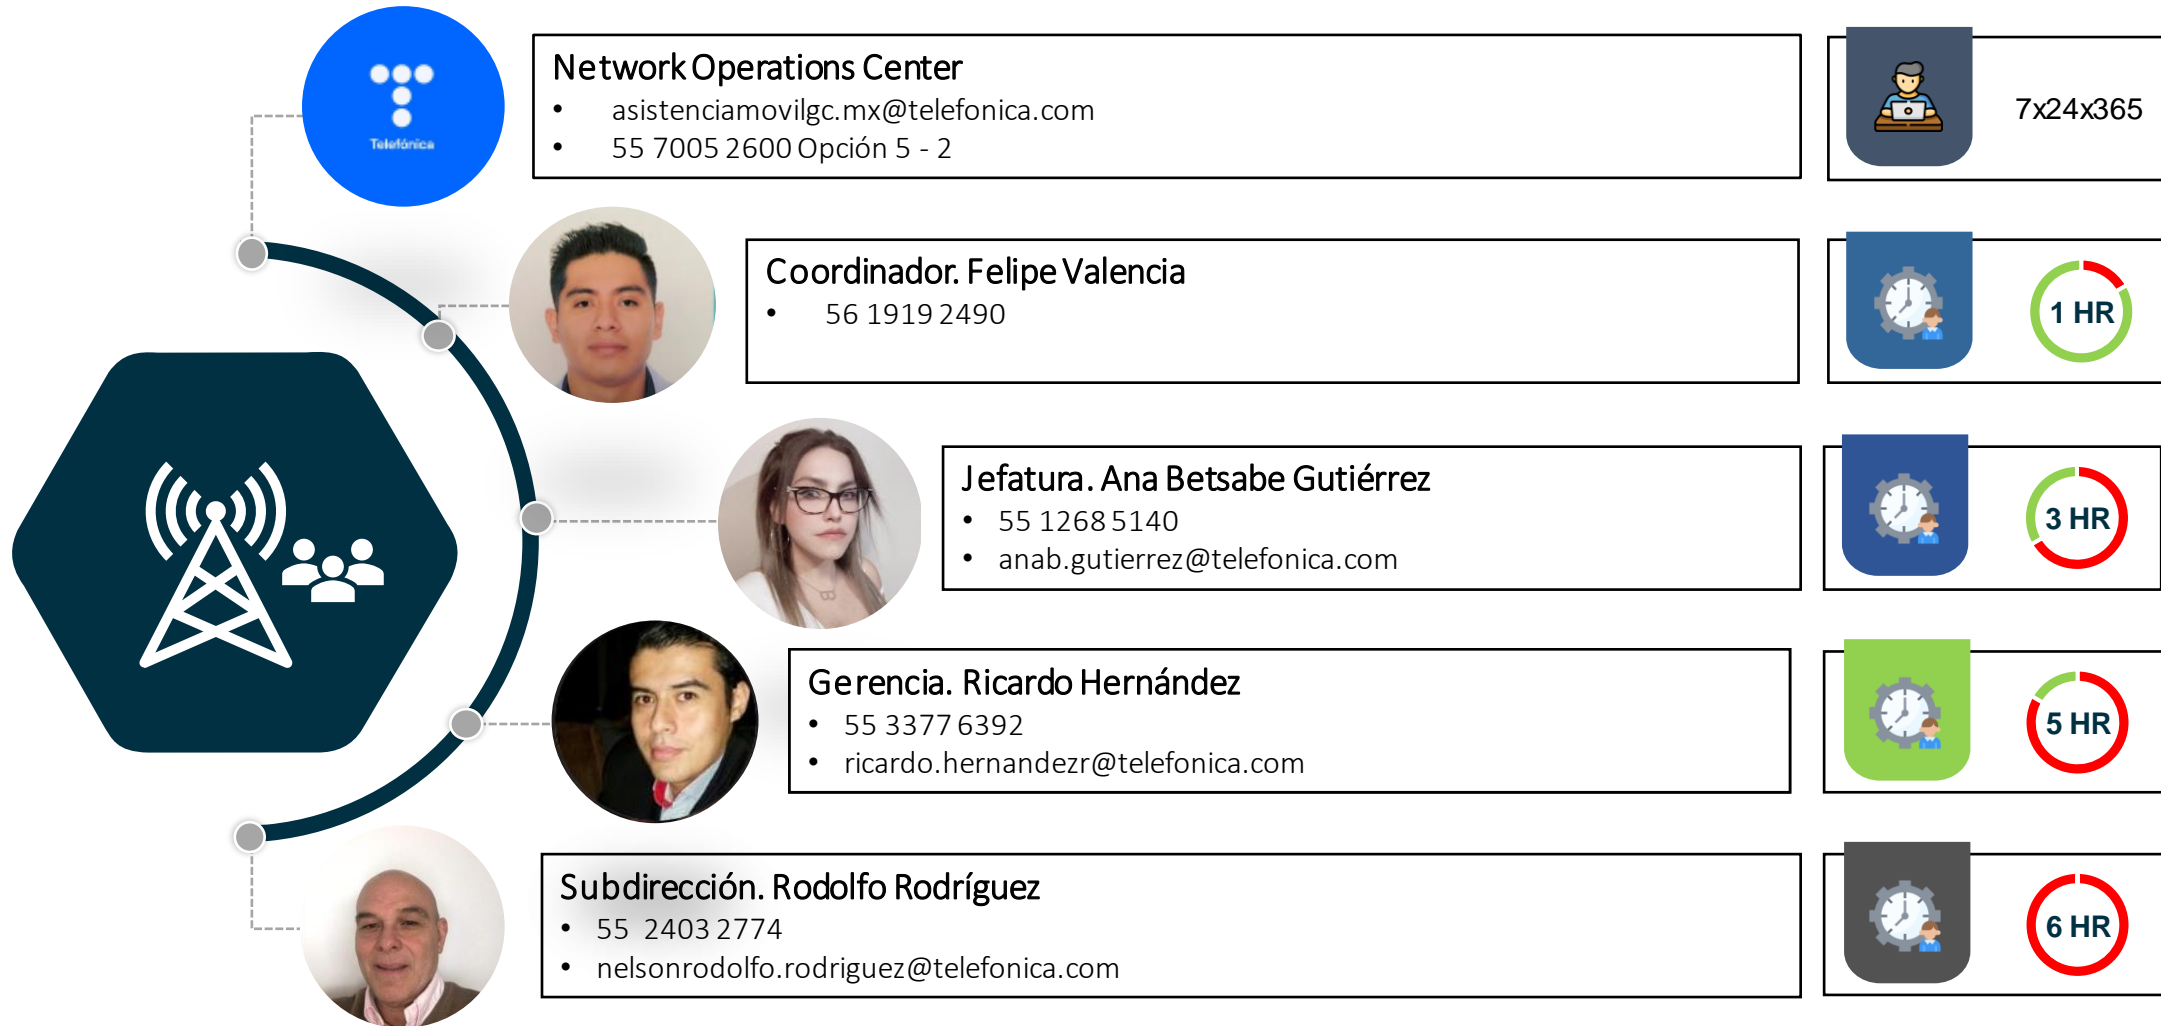 Telefónica
Network Operations Center
• asistenciamovilgc.mx@telefonica.com
• 55 7005 2600 Opción 5 - 2
7x24x365
Coordinador. Felipe Valencia
• 56 1919 2490
1 HR
Jefatura. Ana Betsabe Gutiérrez
• 55 1268 5140
• anab.gutierrez@telefonica.com
3 HR
Gerencia. Ricardo Hernández
• 55 3377 6392
• ricardo.hernandezr@telefonica.com
5 HR
Subdirección. Rodolfo Rodríguez
• 55 2403 2774
• nelsonrodolfo.rodriguez@telefonica.com
6 HR